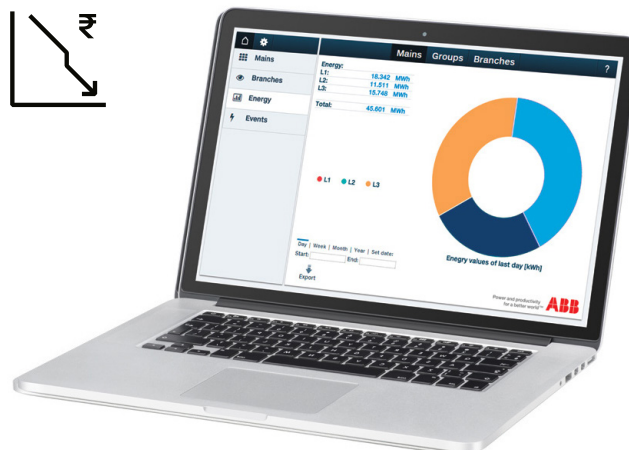 ₹
Mains Groups Branches
?
Mains
Branches
Energy
Events
Energy:
L1: 18.342 MWh
L2: 11.511 MWh
L3: 15.748 MWh
Total: 45.601 MWh
L1 L2 L3
Day | Week | Month | Year | Set date:
Start: End:
Export
Enegry values of last day [kWh]
Power and productivity
for a better world™
ABB